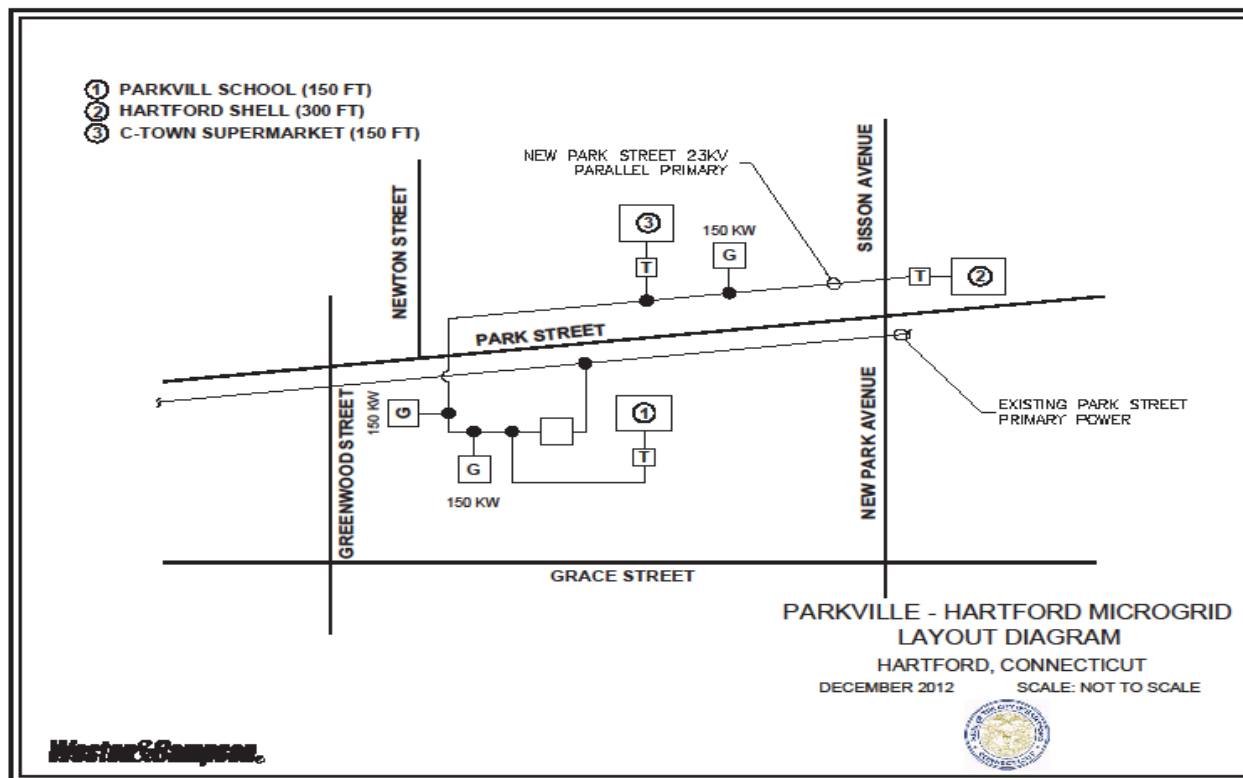 1 PARKVILL SCHOOL (150 FT)
2 HARTFORD SHELL (300 FT)
3 C-TOWN SUPERMARKET (150 FT)
NEW PARK STREET 23KV
PARALLEL PRIMARY
SISSON AVENUE
NEWTON STREET
3
150 KW
G
T
T
2
PARK STREET
GREENWOOD STREET
150 KW
G
1
G
T
150 KW
NEW PARK AVENUE
EXISTING PARK STREET
PRIMARY POWER
GRACE STREET
PARKVILLE - HARTFORD MICROGRID
LAYOUT DIAGRAM
HARTFORD, CONNECTICUT
DECEMBER 2012 SCALE: NOT TO SCALE
Weston&Sampson